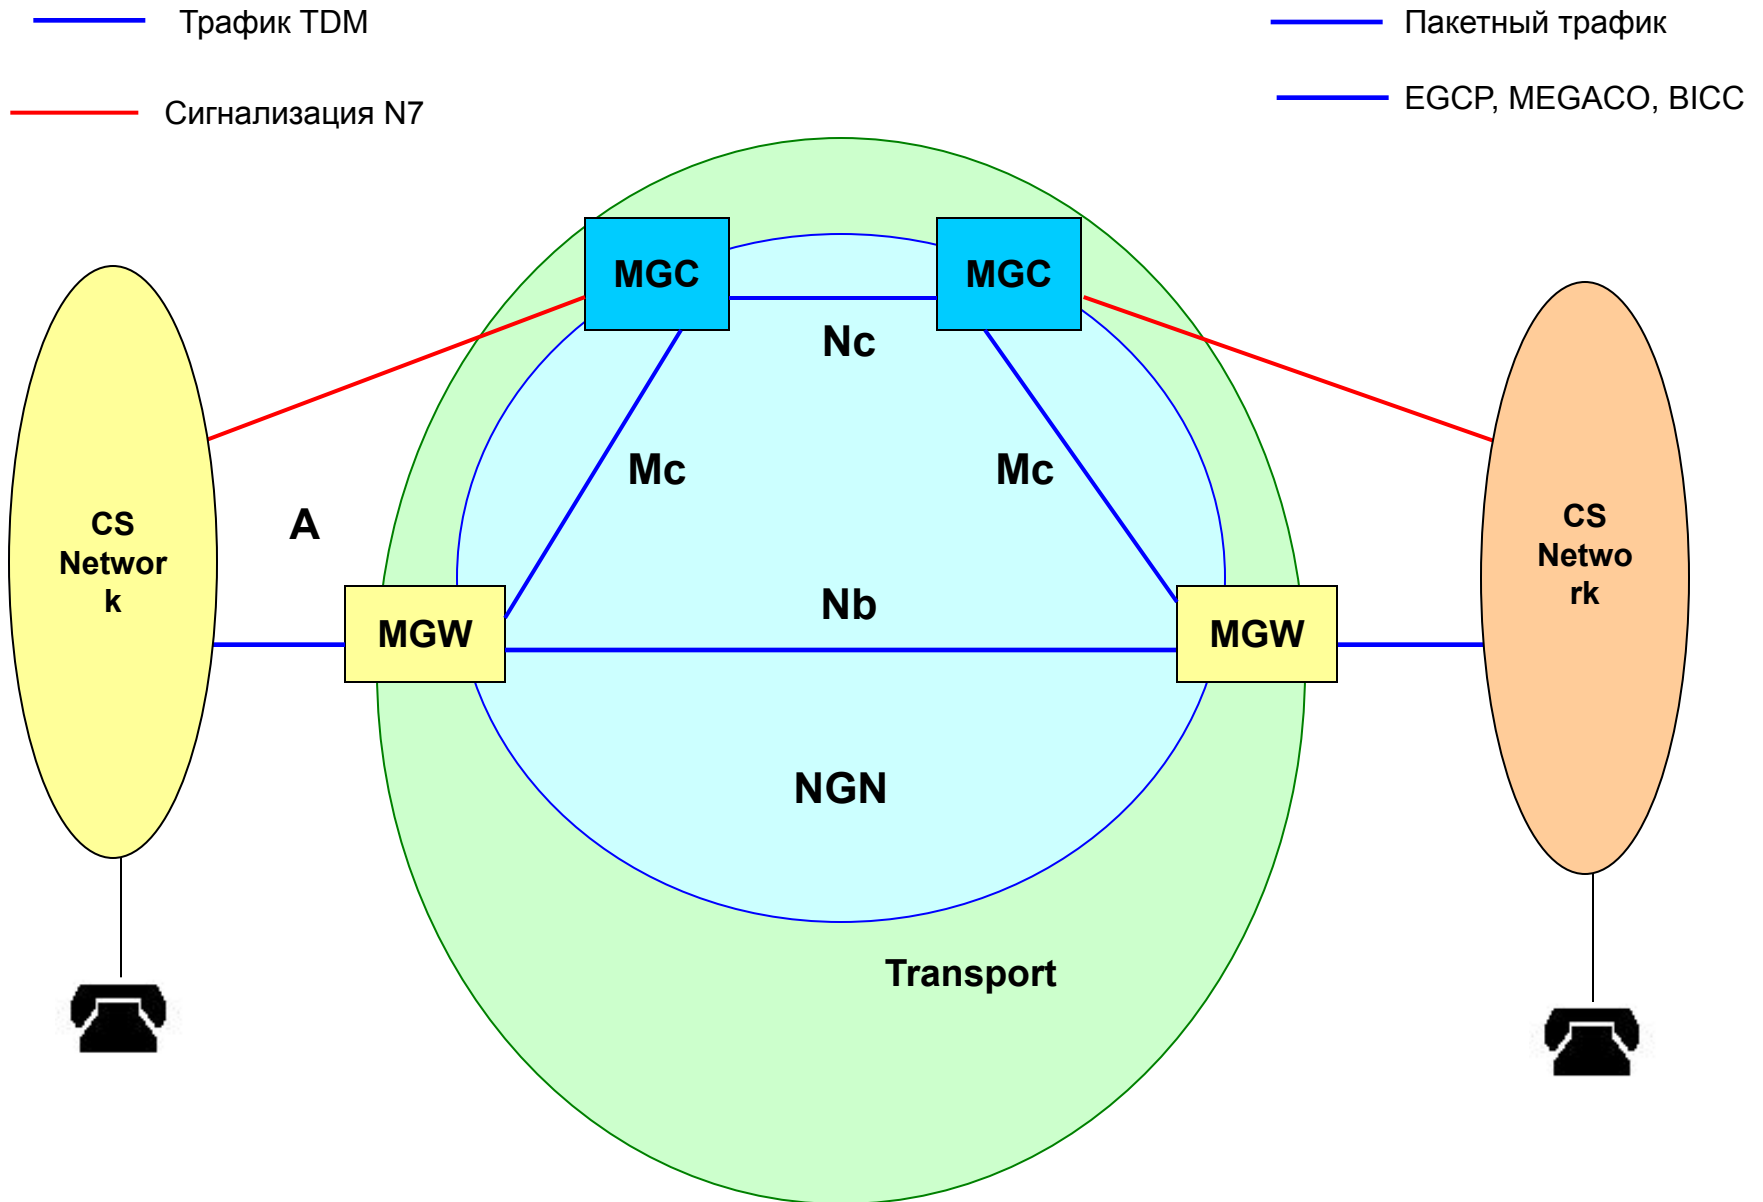 Трафик TDM
Пакетный трафик
Сигнализация N7
EGCP, MEGACO, BICC
MGC
MGC
Nc
Mc
Mc
A
CS
Networ
k
CS
Netwo
rk
Nb
MGW
MGW
NGN
Transport